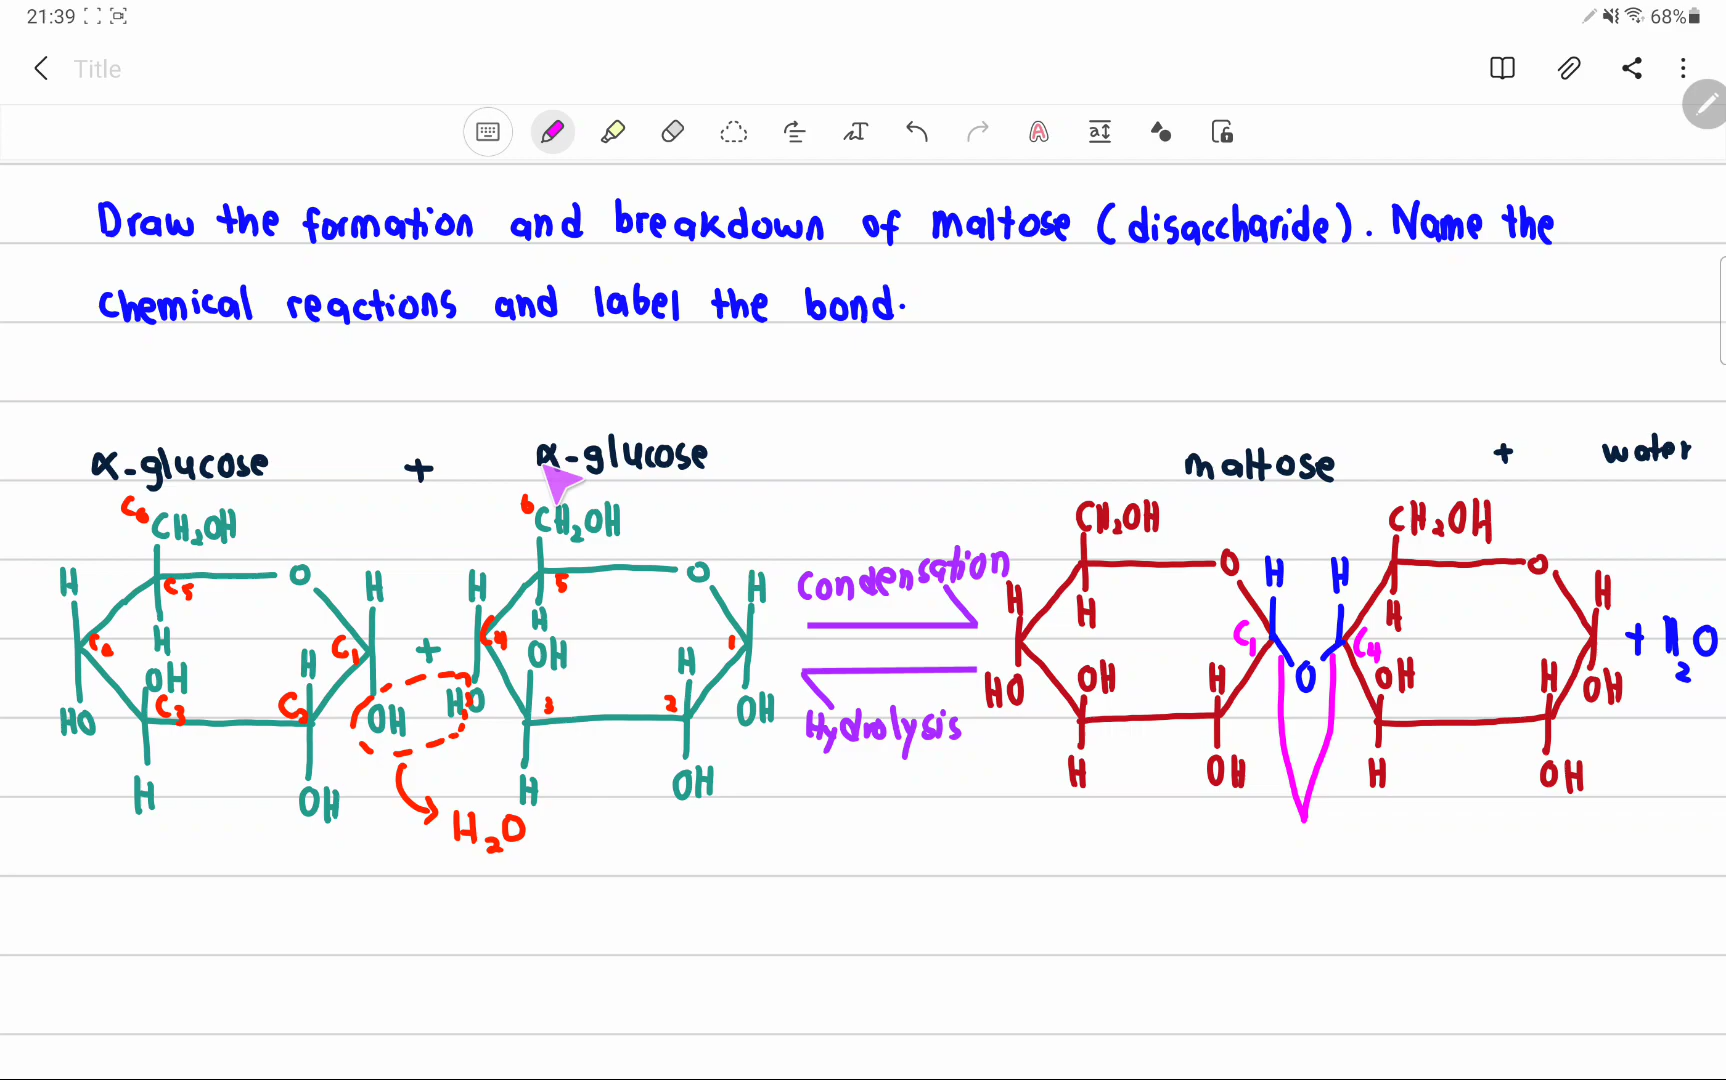 21:39
68%
Title
Draw the formation and breakdown of maltose (disaccharide). Name the
chemical reactions and label the bond.
α-glucose + α-glucose maltose + water
C6 CH2OH 6 CH2OH CH2OH CH2OH
H C5 O H H 5 O H Condensation H H O H H H O H
C4 H C1 + C4 H 1 C1 C4 + H2O
OH H OH H
HO C3 C2 OH HO 3 2 OH Hydrolysis HO OH H O OH H OH
H OH H OH H OH H OH
H2O